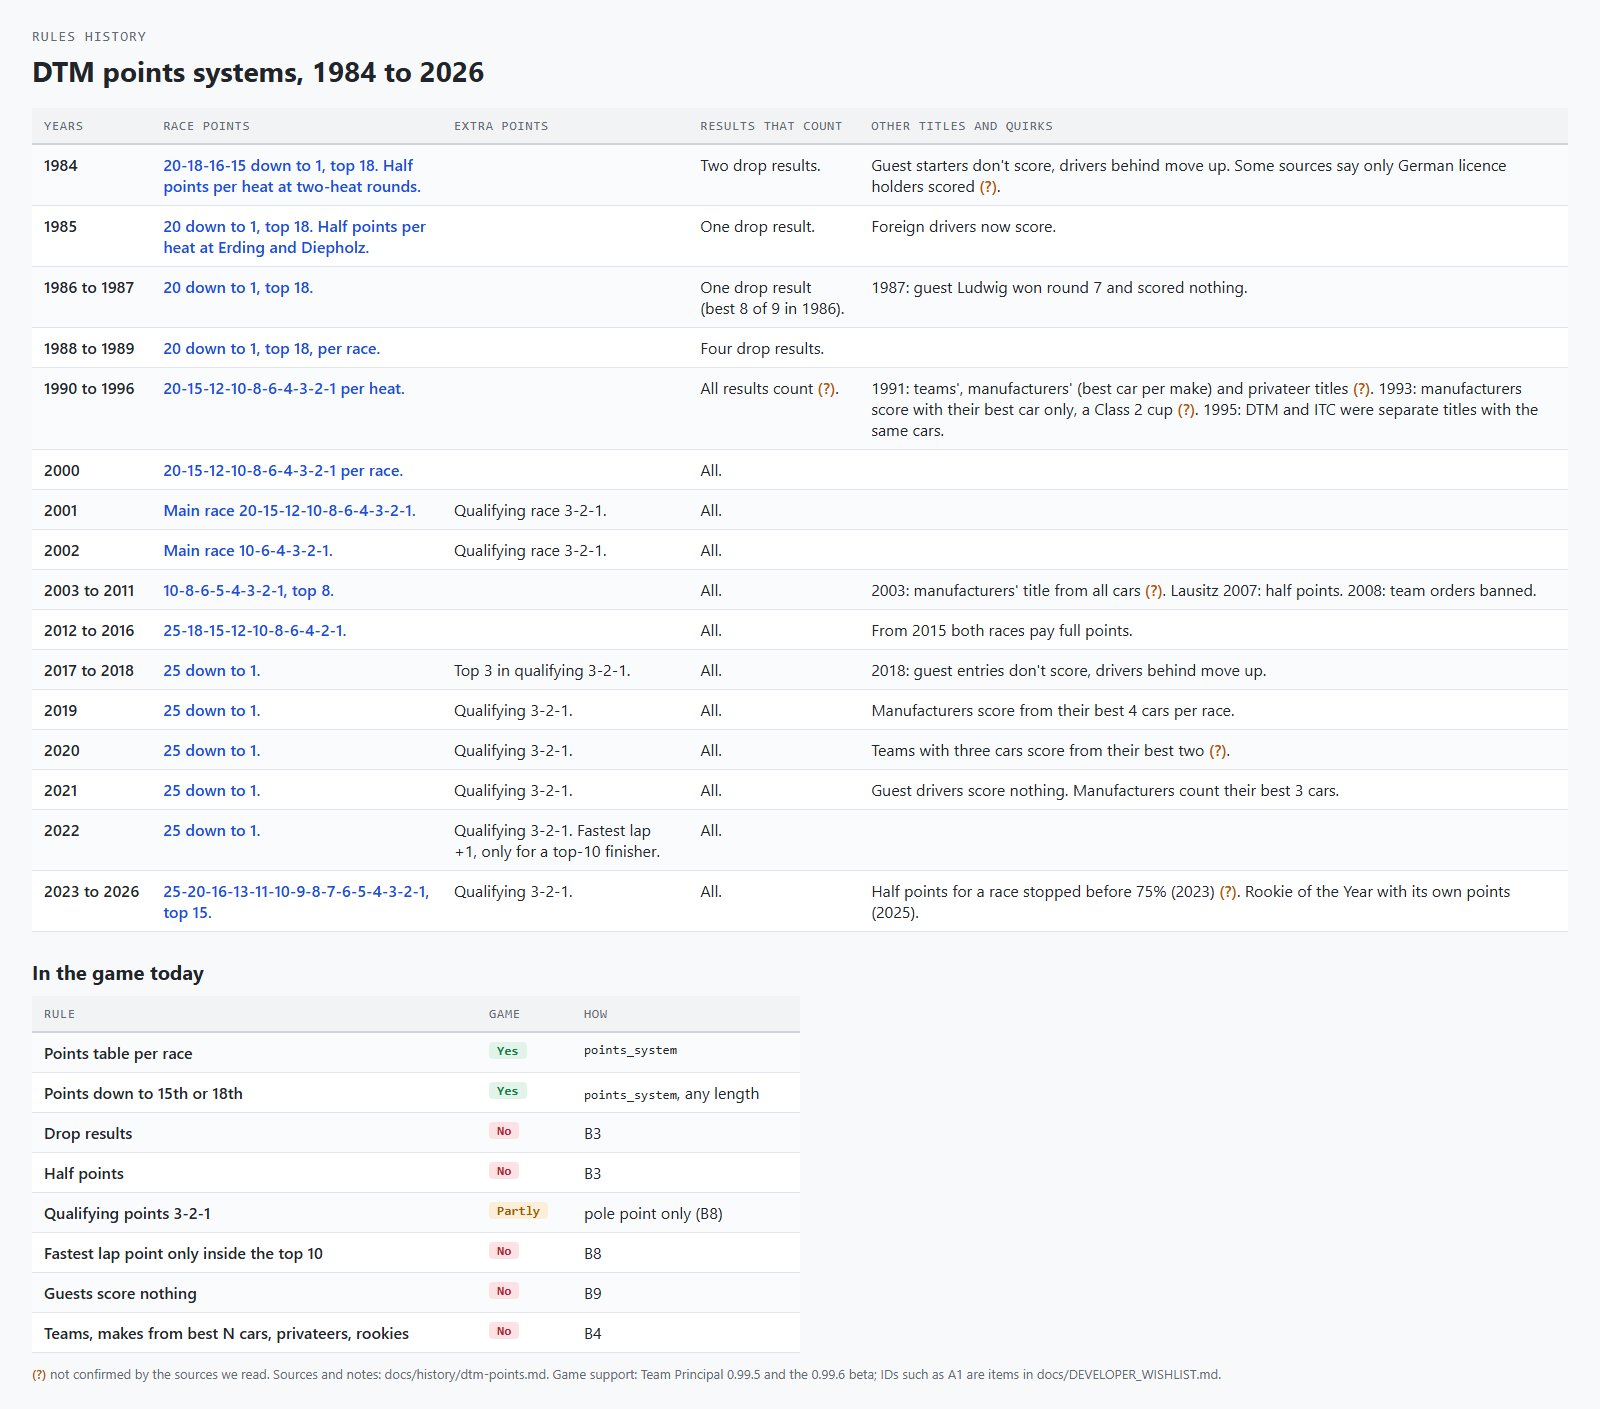 RULES HISTORY
DTM points systems, 1984 to 2026
YEARS RACE POINTS EXTRA POINTS RESULTS THAT COUNT OTHER TITLES AND QUIRKS
1984 20-18-16-15 down to 1, top 18. Half Two drop results. Guest starters don't score, drivers behind move up. Some sources say only German licence
points per heat at two-heat rounds. holders scored (?).
1985 20 down to 1, top 18. Half points per One drop result. Foreign drivers now score.
heat at Erding and Diepholz.
1986 to 1987 20 down to 1, top 18. One drop result 1987: guest Ludwig won round 7 and scored nothing.
(best 8 of 9 in 1986).
1988 to 1989 20 down to 1, top 18, per race. Four drop results.
1990 to 1996 20-15-12-10-8-6-4-3-2-1 per heat. All results count (?). 1991: teams', manufacturers' (best car per make) and privateer titles (?). 1993: manufacturers
score with their best car only, a Class 2 cup (?). 1995: DTM and ITC were separate titles with the
same cars.
2000 20-15-12-10-8-6-4-3-2-1 per race. All.
2001 Main race 20-15-12-10-8-6-4-3-2-1. Qualifying race 3-2-1. All.
2002 Main race 10-6-4-3-2-1. Qualifying race 3-2-1. All.
2003 to 2011 10-8-6-5-4-3-2-1, top 8. All. 2003: manufacturers' title from all cars (?). Lausitz 2007: half points. 2008: team orders banned.
2012 to 2016 25-18-15-12-10-8-6-4-2-1. All. From 2015 both races pay full points.
2017 to 2018 25 down to 1. Top 3 in qualifying 3-2-1. All. 2018: guest entries don't score, drivers behind move up.
2019 25 down to 1. Qualifying 3-2-1. All. Manufacturers score from their best 4 cars per race.
2020 25 down to 1. Qualifying 3-2-1. All. Teams with three cars score from their best two (?).
2021 25 down to 1. Qualifying 3-2-1. All. Guest drivers score nothing. Manufacturers count their best 3 cars.
2022 25 down to 1. Qualifying 3-2-1. Fastest lap All.
+1, only for a top-10 finisher.
2023 to 2026 25-20-16-13-11-10-9-8-7-6-5-4-3-2-1, Qualifying 3-2-1. All. Half points for a race stopped before 75% (2023) (?). Rookie of the Year with its own points
top 15. (2025).
In the game today
RULE GAME HOW
Points table per race Yes points_system
Points down to 15th or 18th Yes points_system, any length
Drop results No B3
Half points No B3
Qualifying points 3-2-1 Partly pole point only (B8)
Fastest lap point only inside the top 10 No B8
Guests score nothing No B9
Teams, makes from best N cars, privateers, rookies No B4
(?) not confirmed by the sources we read. Sources and notes: docs/history/dtm-points.md. Game support: Team Principal 0.99.5 and the 0.99.6 beta; IDs such as A1 are items in docs/DEVELOPER_WISHLIST.md.